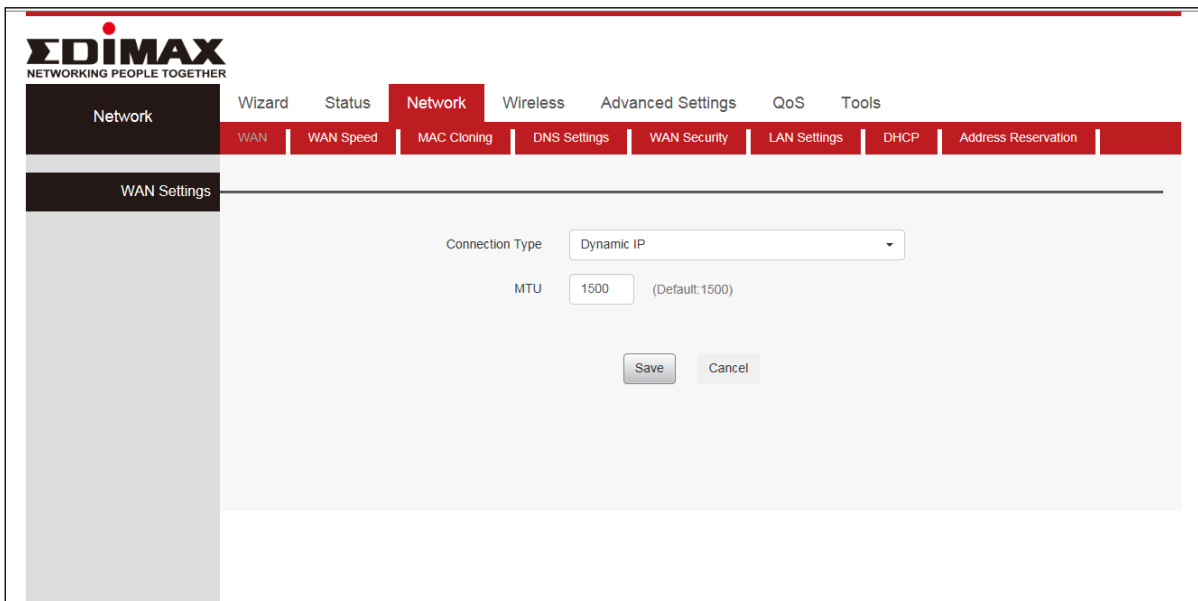 EDIMAX
NETWORKING PEOPLE TOGETHER
Network
Wizard Status Network Wireless Advanced Settings QoS Tools
WAN WAN Speed MAC Cloning DNS Settings WAN Security LAN Settings DHCP Address Reservation
WAN Settings
Connection Type Dynamic IP
MTU 1500 (Default:1500)
Save Cancel